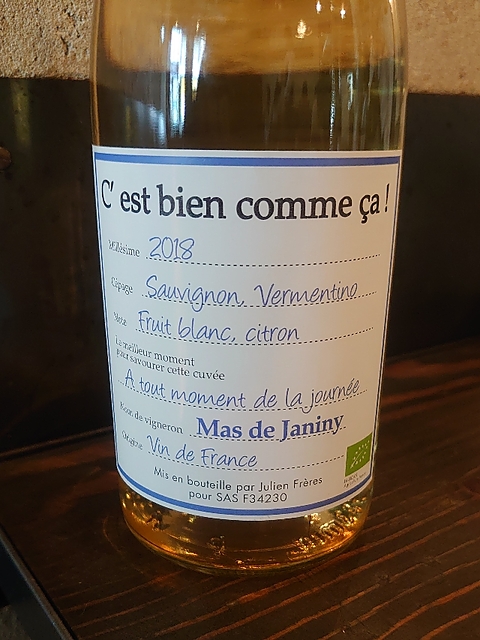 C' est bien comme ça !
Millésime 2018
Cépage Sauvignon, Vermentino
Note Fruit blanc, citron
Le meilleur moment
pour savourer cette cuvée
A tout moment de la journée
Nom de vigneron Mas de Janiny
Origine Vin de France
Mis en bouteille par Julien Frères
pour SAS F34230